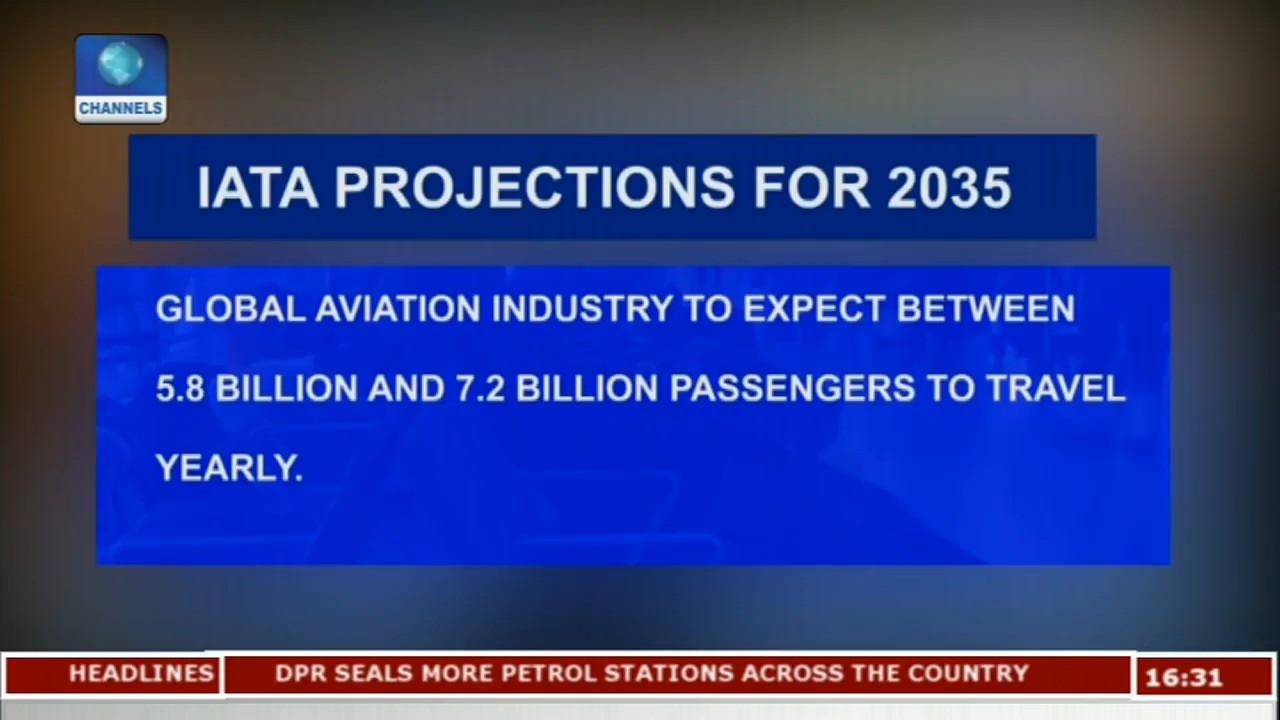 CHANNELS
IATA PROJECTIONS FOR 2035
GLOBAL AVIATION INDUSTRY TO EXPECT BETWEEN
5.8 BILLION AND 7.2 BILLION PASSENGERS TO TRAVEL
YEARLY.
HEADLINES DPR SEALS MORE PETROL STATIONS ACROSS THE COUNTRY 16:31